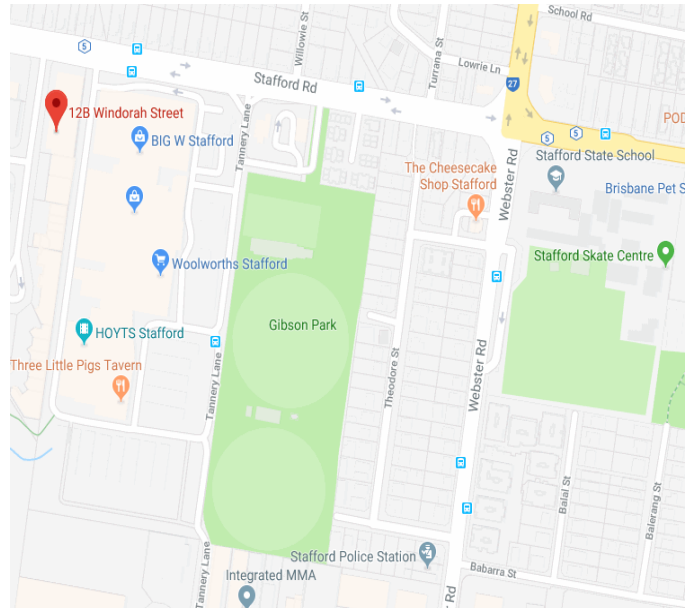 School Rd
5
Willowie St
Turrana St
Lowrie Ln
Stafford Rd
27
12B Windorah Street
Tannery Lane
POD
BIG W Stafford
5
5
Stafford State School
The Cheesecake
Shop Stafford
Webster Rd
Brisbane Pet S
Stafford Skate Centre
Woolworths Stafford
Gibson Park
HOYTS Stafford
Three Little Pigs Tavern
Tannery Lane
Theodore St
Webster Rd
Balal St
Balerang St
Tannery Lane
Stafford Police Station
Integrated MMA
Babarra St
r Rd